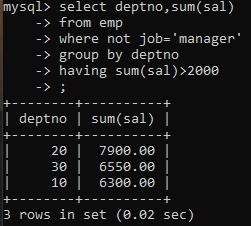 mysql> select deptno,sum(sal)
    -> from emp
    -> where not job='manager'
    -> group by deptno
    -> having sum(sal)>2000
    -> ;
+--------+----------+
| deptno | sum(sal) |
+--------+----------+
|     20 |  7900.00 |
|     30 |  6550.00 |
|     10 |  6300.00 |
+--------+----------+
3 rows in set (0.02 sec)